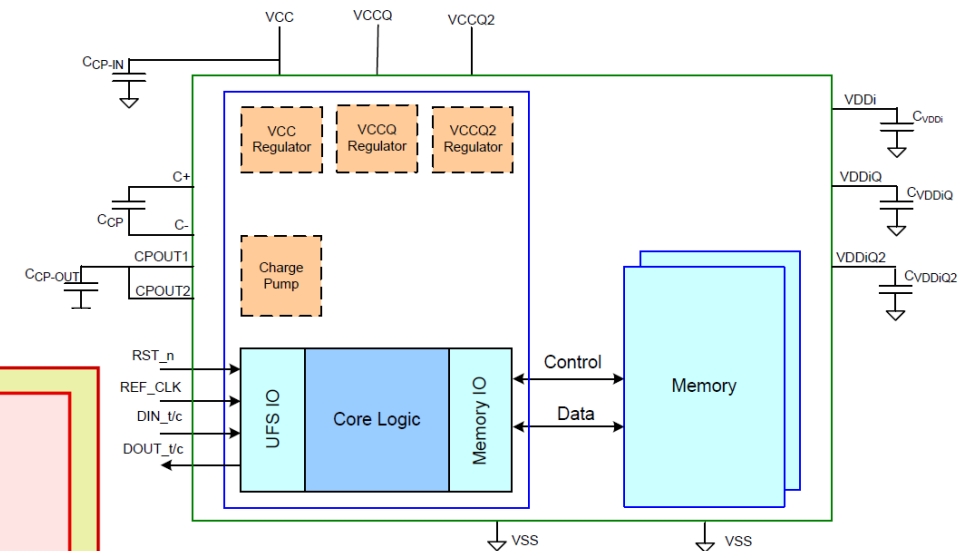 VCC
VCCQ
VCCQ2
CCP-IN
VDDi
CVDDi
VCC
Regulator
VCCQ
Regulator
VCCQ2
Regulator
C+
CCP
C-
VDDiQ
CVDDiQ
CPOUT1
CCP-OUT
CPOUT2
Charge
Pump
VDDiQ2
CVDDiQ2
RST_n
REF_CLK
DIN_t/c
DOUT_t/c
UFS IO
Core Logic
Memory IO
Control
Data
Memory
VSS
VSS